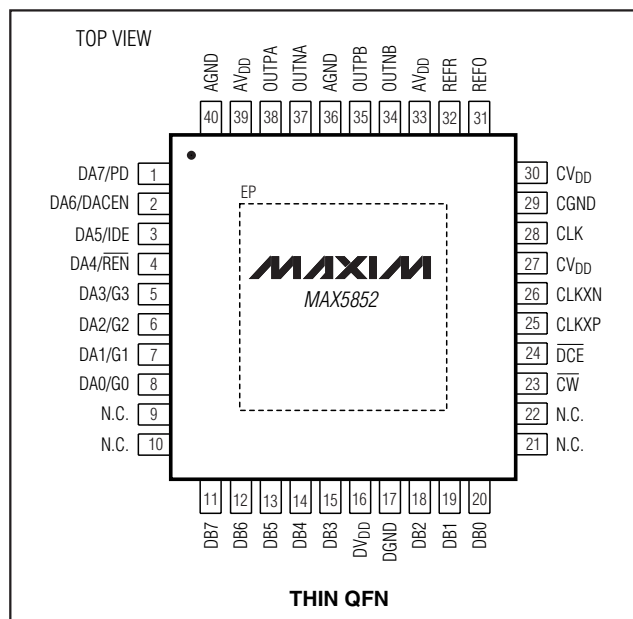 TOP VIEW
AGND
AVDD
OUTPA
OUTNA
AGND
OUTPB
OUTNB
AVDD
REFR
REFO
40 39 38 37 36 35 34 33 32 31
DA7/PD 1
DA6/DACEN 2
DA5/IDE 3
DA4/R̅E̅N̅ 4
DA3/G3 5
DA2/G2 6
DA1/G1 7
DA0/G0 8
N.C. 9
N.C. 10
EP
MAXIM
MAX5852
30 CVDD
29 CGND
28 CLK
27 CVDD
26 CLKXN
25 CLKXP
24 D̅C̅E̅
23 C̅W̅
22 N.C.
21 N.C.
11 12 13 14 15 16 17 18 19 20
DB7
DB6
DB5
DB4
DB3
DVDD
DGND
DB2
DB1
DB0
THIN QFN